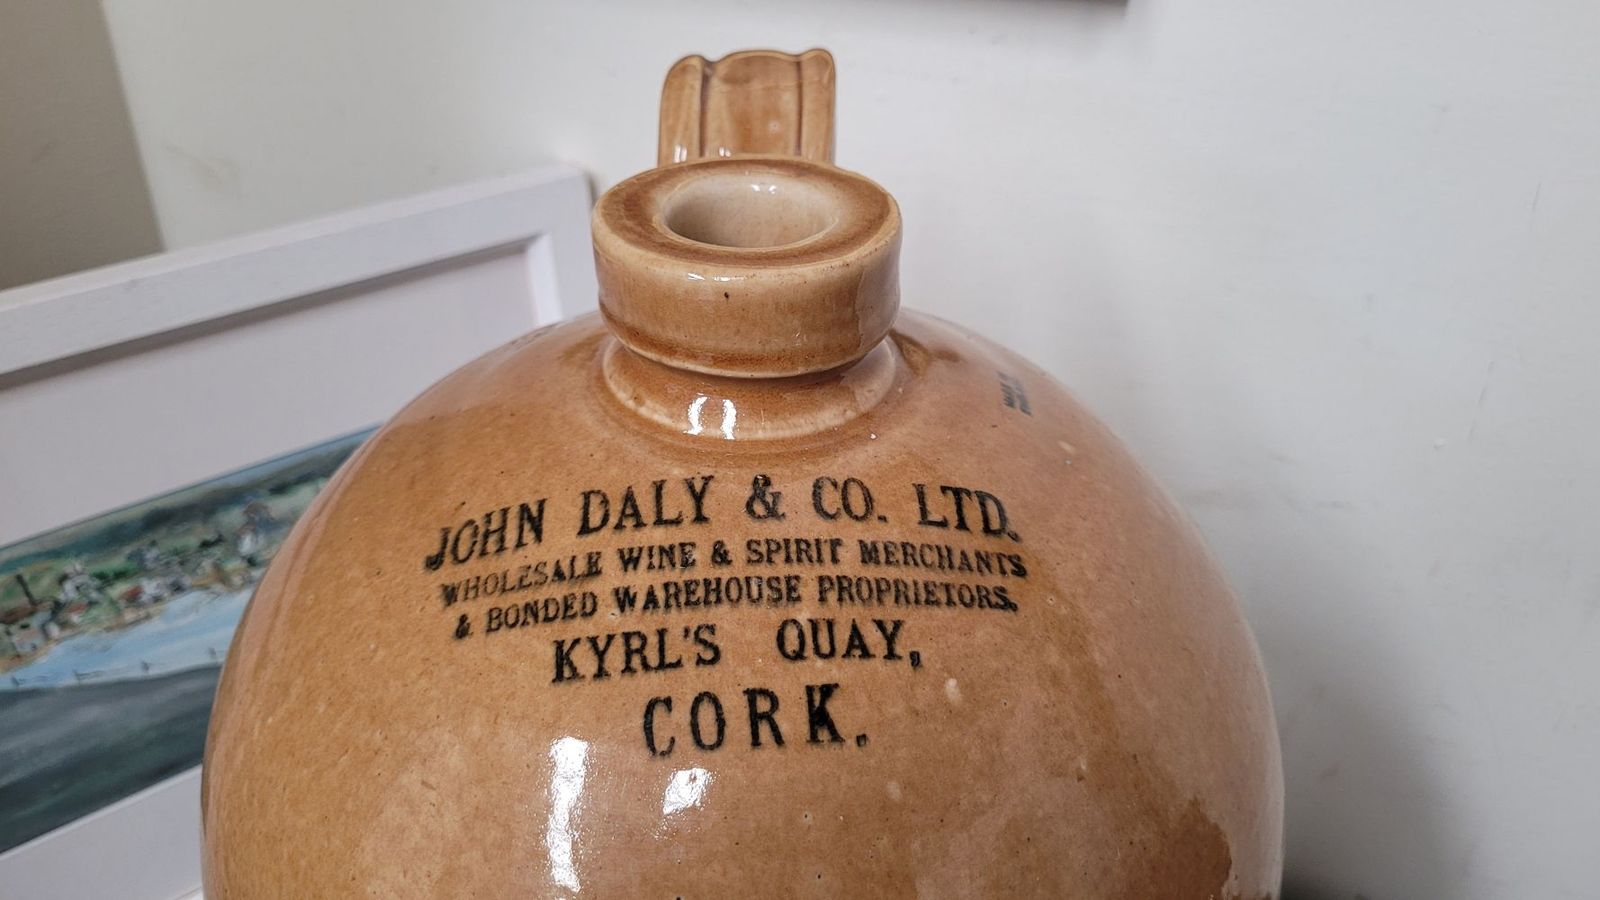 JOHN DALY & CO. LTD.
WHOLESALE WINE & SPIRIT MERCHANTS
& BONDED WAREHOUSE PROPRIETORS.
KYRL'S QUAY,
CORK.